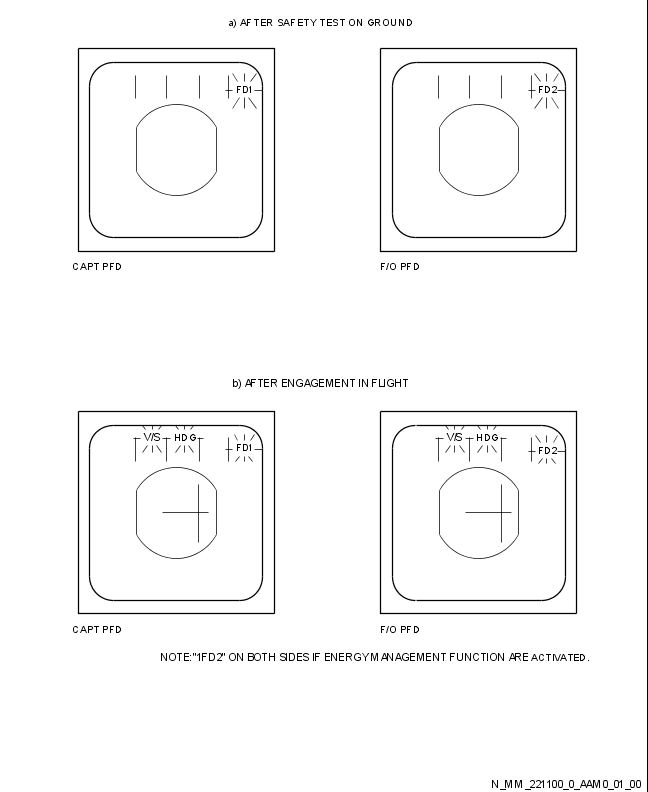 a) AFTER SAFETY TEST ON GROUND
FD1
FD2
CAPT PFD
F/O PFD
b) AFTER ENGAGEMENT IN FLIGHT
V/S HDG FD1
V/S HDG FD2
CAPT PFD
F/O PFD
NOTE:"1FD2" ON BOTH SIDES IF ENERGY MANAGEMENT FUNCTION ARE ACTIVATED.
N_MM_221100_0_AAM0_01_00